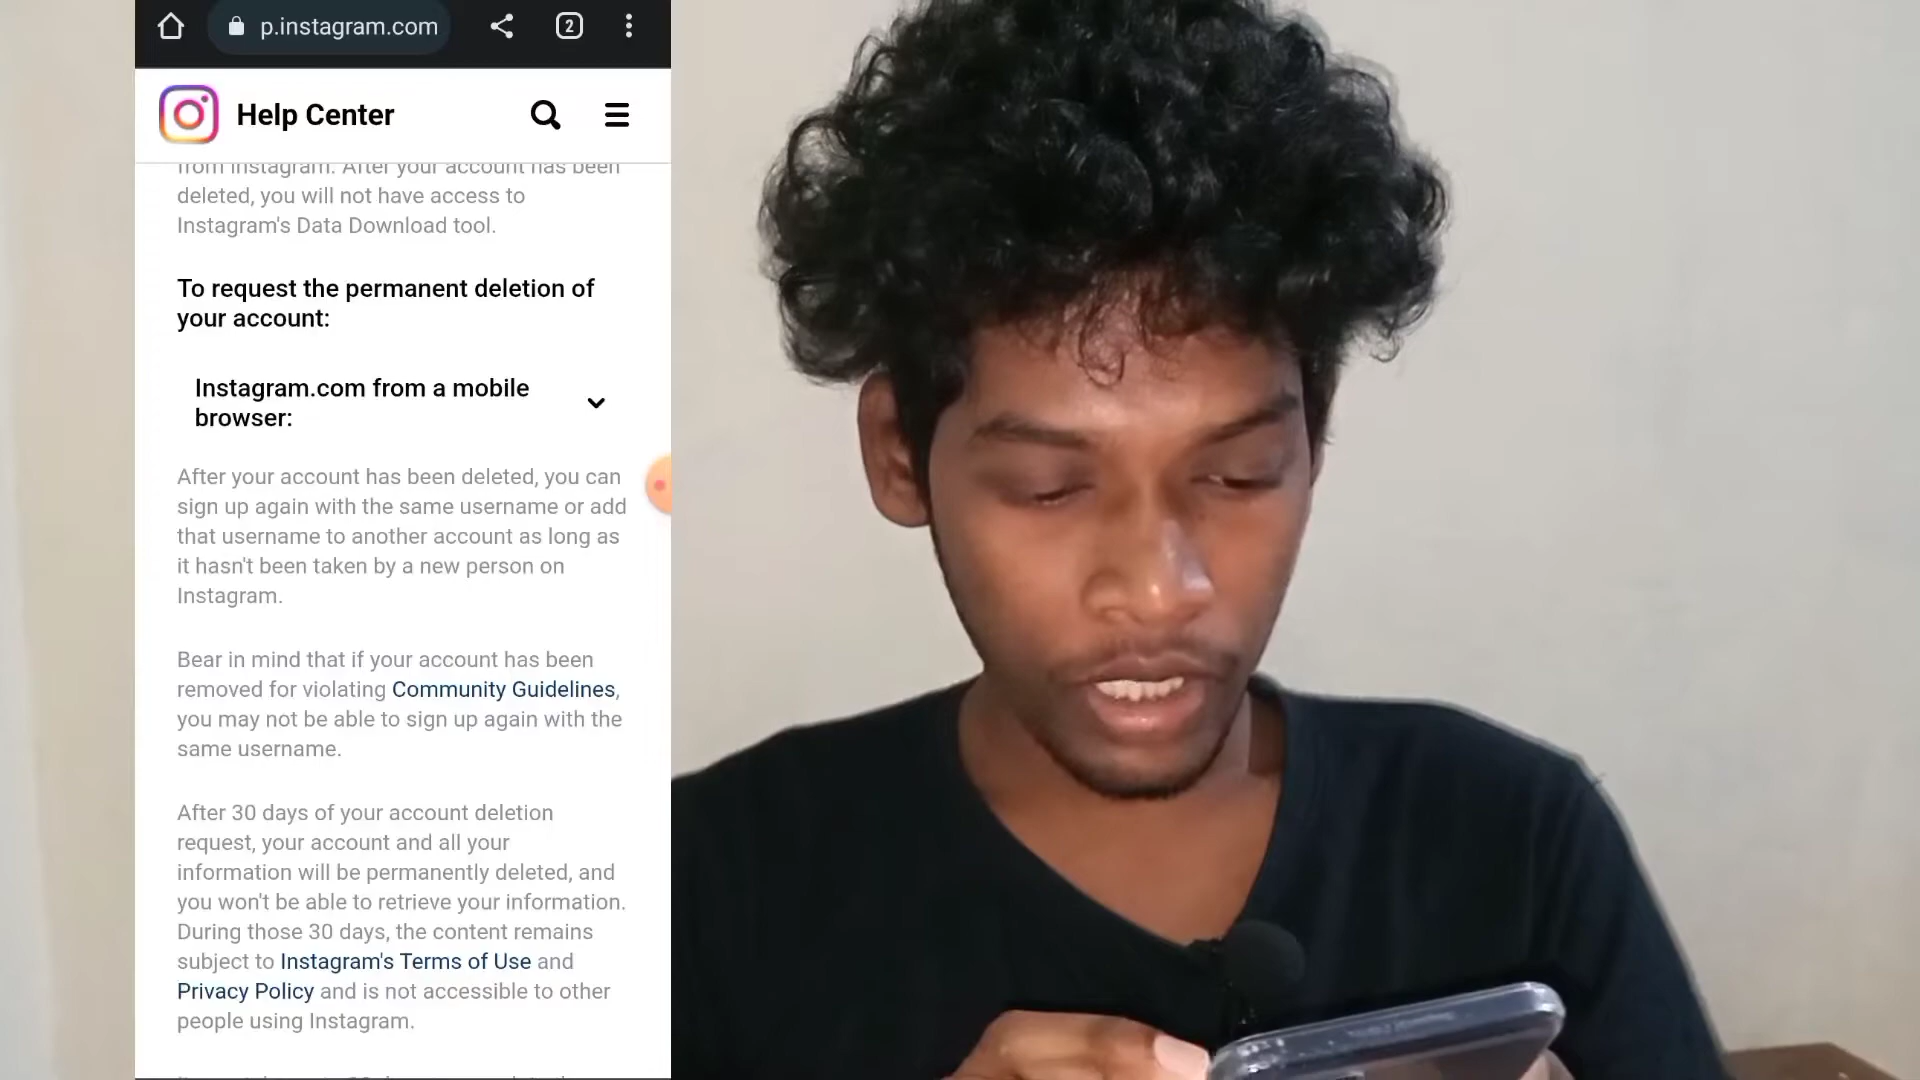 p.instagram.com
2
Help Center
from Instagram. After your account has been
deleted, you will not have access to
Instagram's Data Download tool.
To request the permanent deletion of
your account:
Instagram.com from a mobile
browser:
After your account has been deleted, you can
sign up again with the same username or add
that username to another account as long as
it hasn't been taken by a new person on
Instagram.
Bear in mind that if your account has been
removed for violating Community Guidelines,
you may not be able to sign up again with the
same username.
After 30 days of your account deletion
request, your account and all your
information will be permanently deleted, and
you won't be able to retrieve your information.
During those 30 days, the content remains
subject to Instagram's Terms of Use and
Privacy Policy and is not accessible to other
people using Instagram.